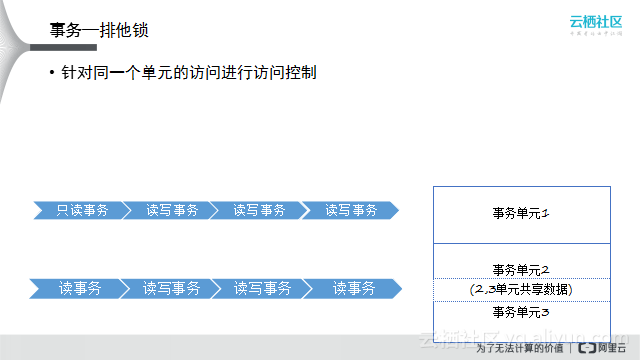 事务—排他锁
云栖社区
• 针对同一个单元的访问进行访问控制
只读事务 读写事务 读写事务 读写事务
读事务 读写事务 读写事务 读事务
事务单元1
事务单元2
(2,3单元共享数据)
事务单元3
云栖社区 yq.aliyun.com
为了无法计算的价值 | 阿里云